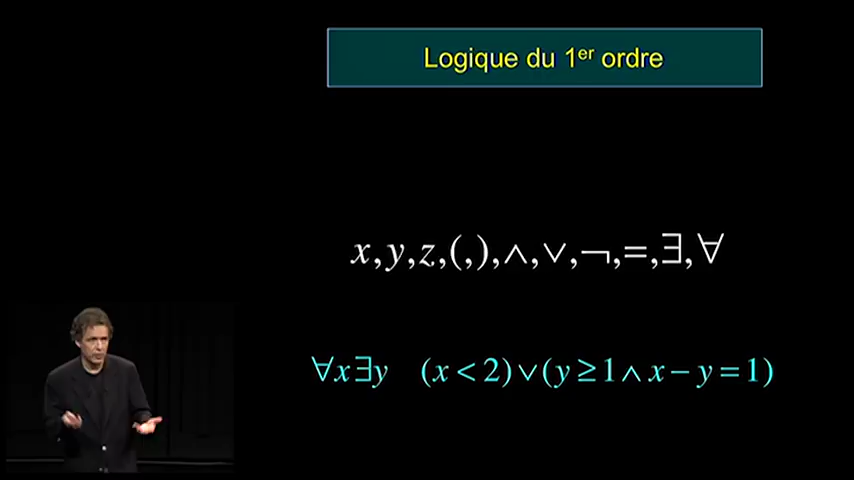 Logique du 1er ordre
x,y,z,(,),∧,∨,¬,=,∃,∀
∀x∃y (x<2)∨(y≥1∧x−y=1)